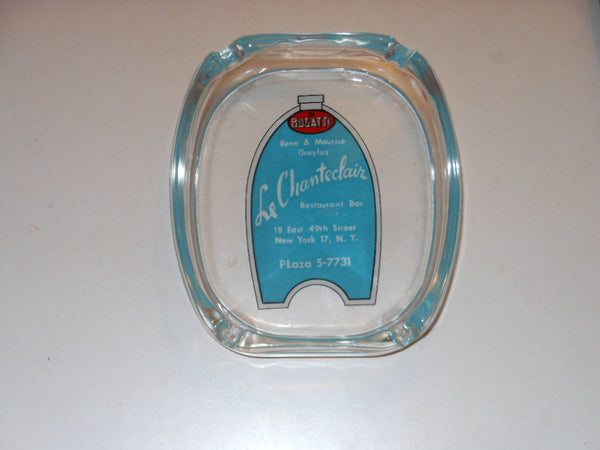 BUGATTI
Rene & Maurice
Dreyfus
Le Chanteclair
Restaurant Bar
18 East 49th Street
New York 17, N. Y.
PLaza 5-7731